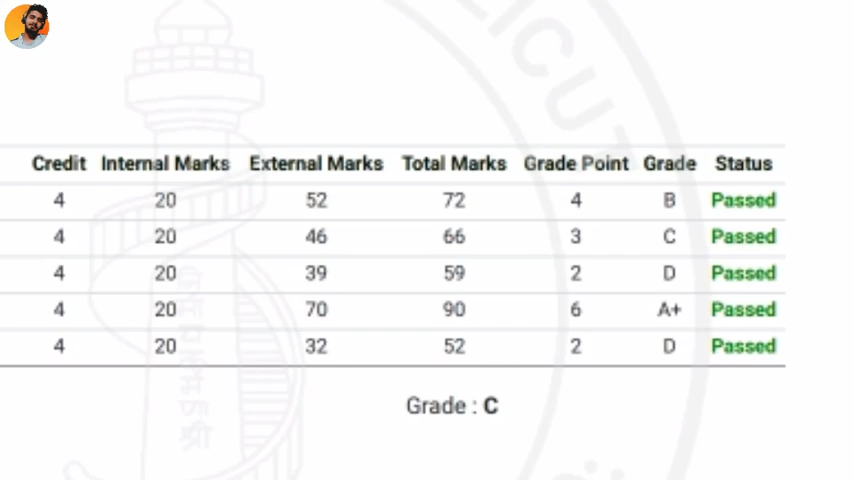 ICUT
Credit Internal Marks External Marks Total Marks Grade Point Grade Status
4 20 52 72 4 B Passed
4 20 46 66 3 C Passed
4 20 39 59 2 D Passed
4 20 70 90 6 A+ Passed
4 20 32 52 2 D Passed
Grade : C